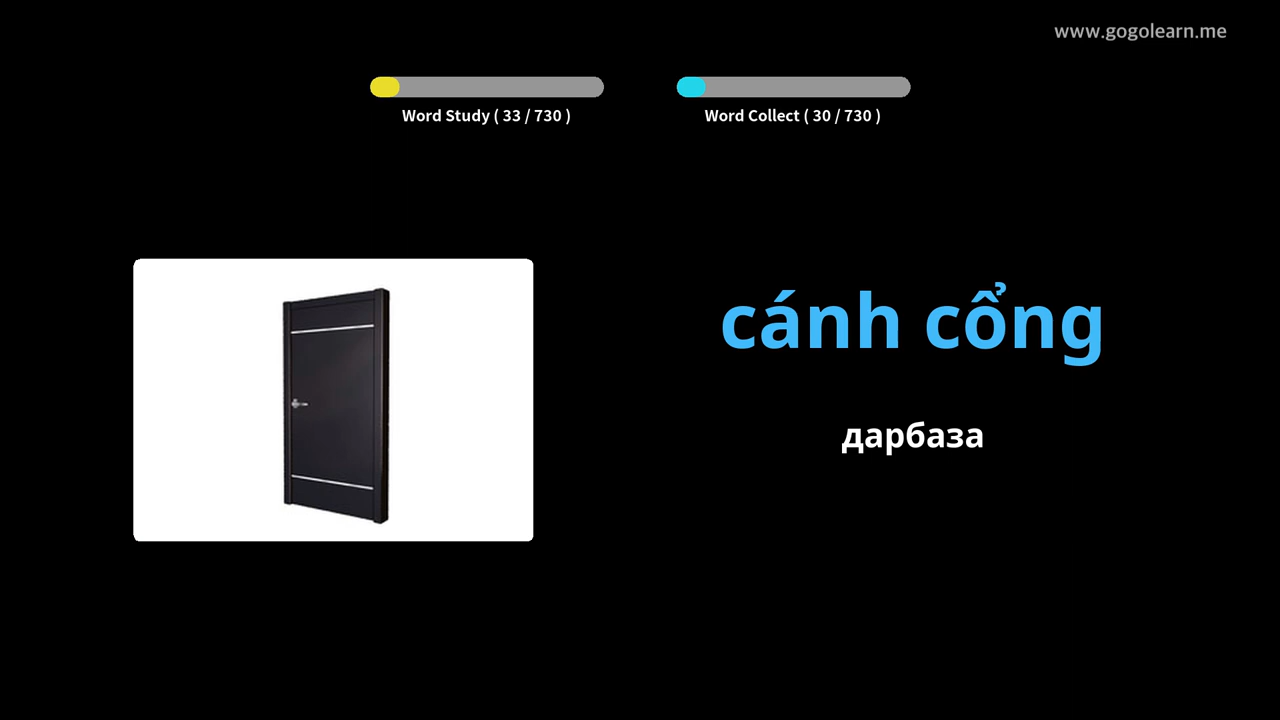 www.gogolearn.me
Word Study ( 33 / 730 )
Word Collect ( 30 / 730 )
cánh cổng
дарбаза